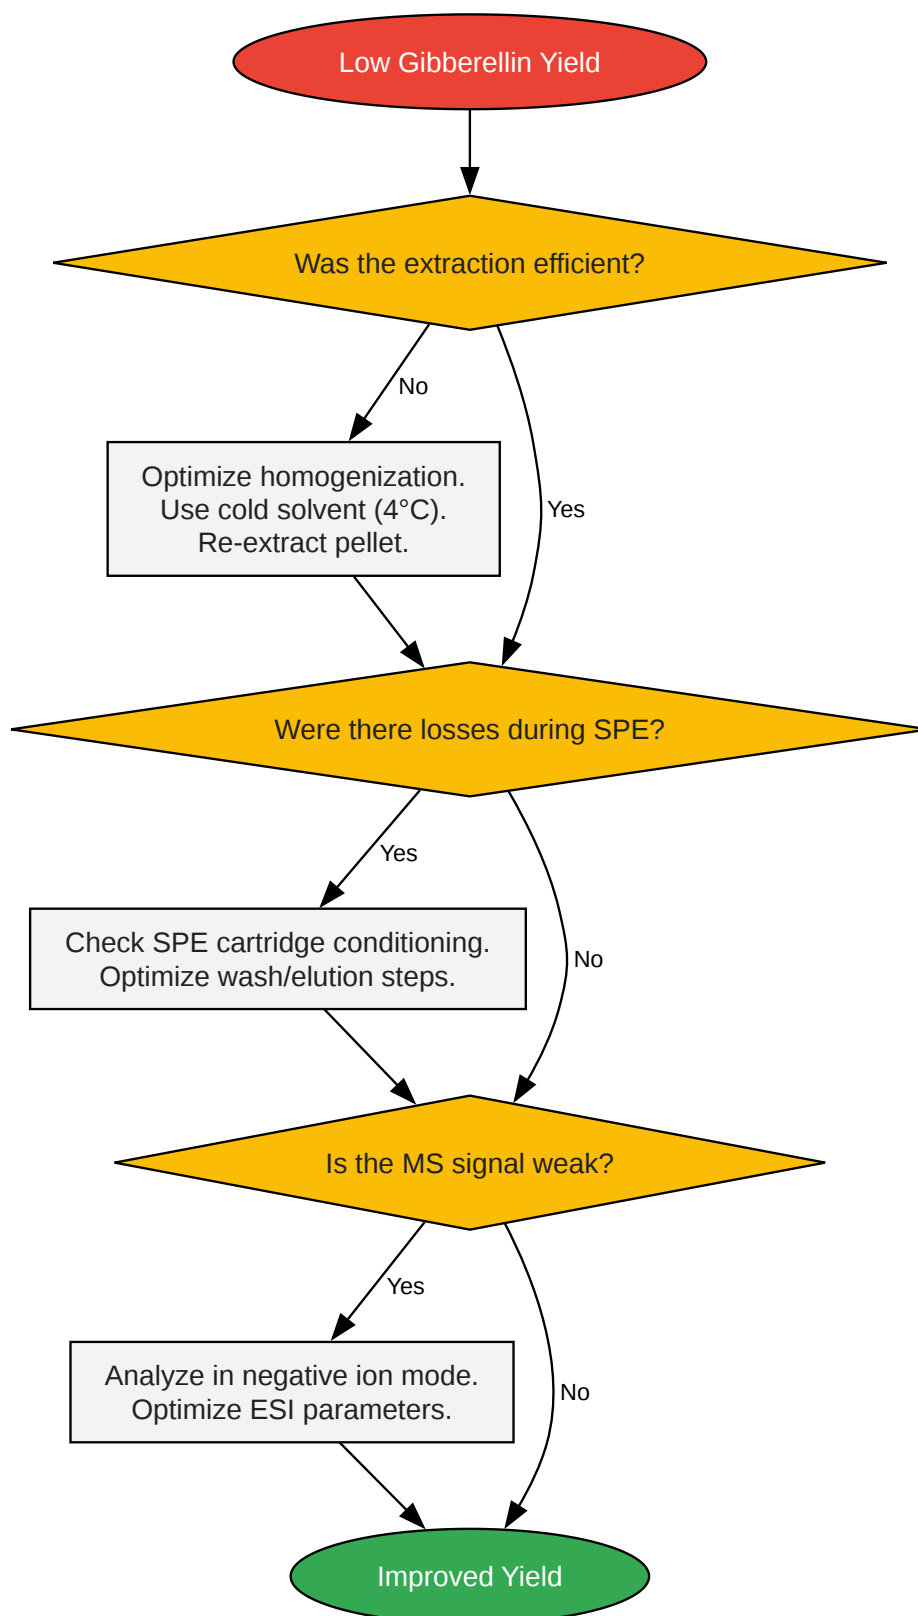 Low Gibberellin Yield
Was the extraction efficient?
No
Optimize homogenization.
Use cold solvent (4°C).
Re-extract pellet.
Yes
Were there losses during SPE?
Yes
Check SPE cartridge conditioning.
Optimize wash/elution steps.
No
Is the MS signal weak?
Yes
Analyze in negative ion mode.
Optimize ESI parameters.
No
Improved Yield